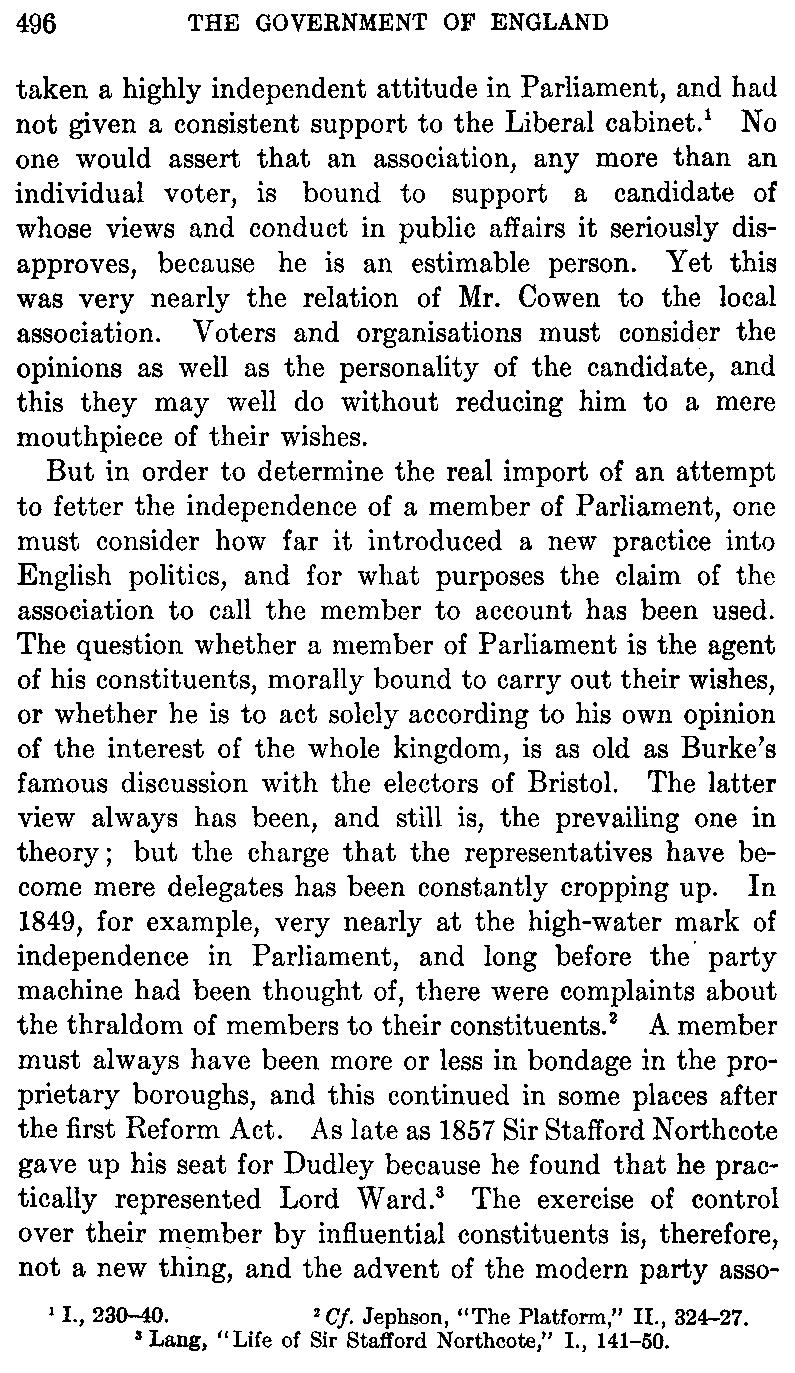 496 THE GOVERNMENT OF ENGLAND
taken a highly independent attitude in Parliament, and had
not given a consistent support to the Liberal cabinet.¹ No
one would assert that an association, any more than an
individual voter, is bound to support a candidate of
whose views and conduct in public affairs it seriously dis-
approves, because he is an estimable person. Yet this
was very nearly the relation of Mr. Cowen to the local
association. Voters and organisations must consider the
opinions as well as the personality of the candidate, and
this they may well do without reducing him to a mere
mouthpiece of their wishes.
But in order to determine the real import of an attempt
to fetter the independence of a member of Parliament, one
must consider how far it introduced a new practice into
English politics, and for what purposes the claim of the
association to call the member to account has been used.
The question whether a member of Parliament is the agent
of his constituents, morally bound to carry out their wishes,
or whether he is to act solely according to his own opinion
of the interest of the whole kingdom, is as old as Burke's
famous discussion with the electors of Bristol. The latter
view always has been, and still is, the prevailing one in
theory; but the charge that the representatives have be-
come mere delegates has been constantly cropping up. In
1849, for example, very nearly at the high-water mark of
independence in Parliament, and long before the party
machine had been thought of, there were complaints about
the thraldom of members to their constituents.² A member
must always have been more or less in bondage in the pro-
prietary boroughs, and this continued in some places after
the first Reform Act. As late as 1857 Sir Stafford Northcote
gave up his seat for Dudley because he found that he prac-
tically represented Lord Ward.³ The exercise of control
over their member by influential constituents is, therefore,
not a new thing, and the advent of the modern party asso-
¹ I., 230–40. ² Cf. Jephson, "The Platform," II., 324–27.
³ Lang, "Life of Sir Stafford Northcote," I., 141–50.